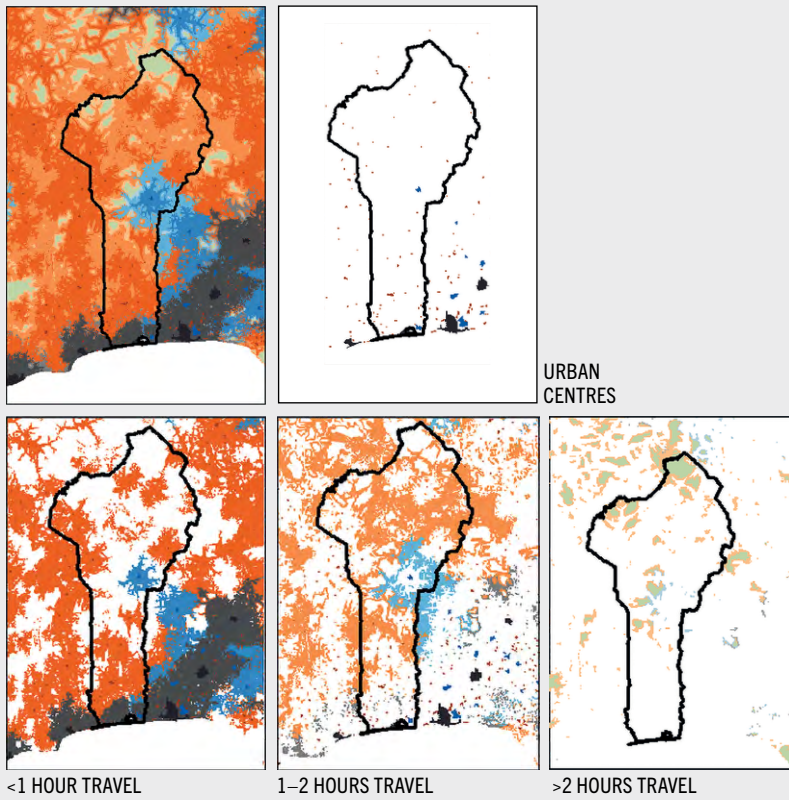 URBAN
CENTRES
<1 HOUR TRAVEL
1–2 HOURS TRAVEL
>2 HOURS TRAVEL